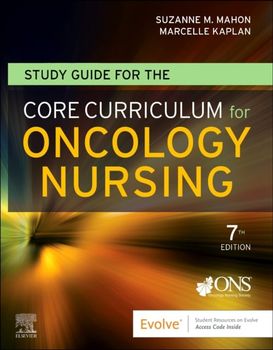 SUZANNE M. MAHON
MARCELLE KAPLAN
STUDY GUIDE FOR THE
CORE CURRICULUM for
ONCOLOGY
NURSING
7TH
EDITION
ONS
Oncology Nursing Society
ELSEVIER
Evolve
Student Resources on Evolve
Access Code Inside